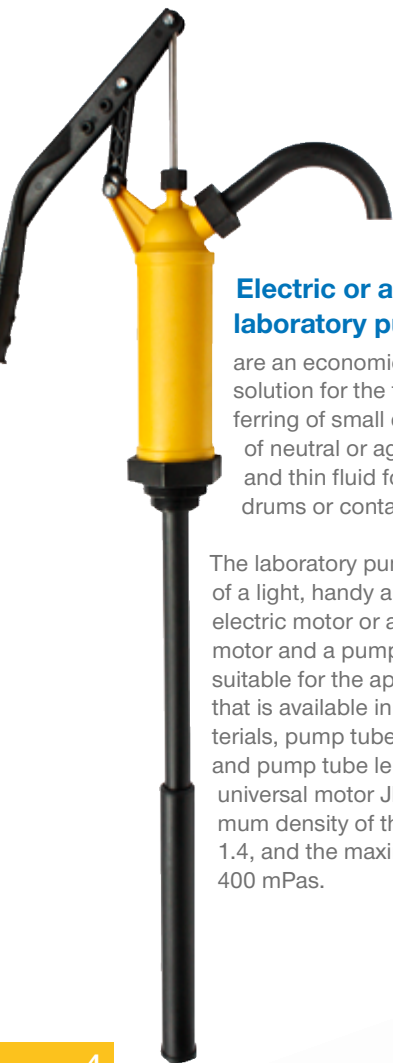 Electric or a
laboratory pu
are an economic
solution for the
ferring of small
of neutral or ag
and thin fluid fo
drums or conta
The laboratory pur
of a light, handy a
electric motor or a
motor and a pump
suitable for the ap
that is available in
terials, pump tube
and pump tube le
universal motor
mum density of th
1.4, and the maxi
400 mPas.